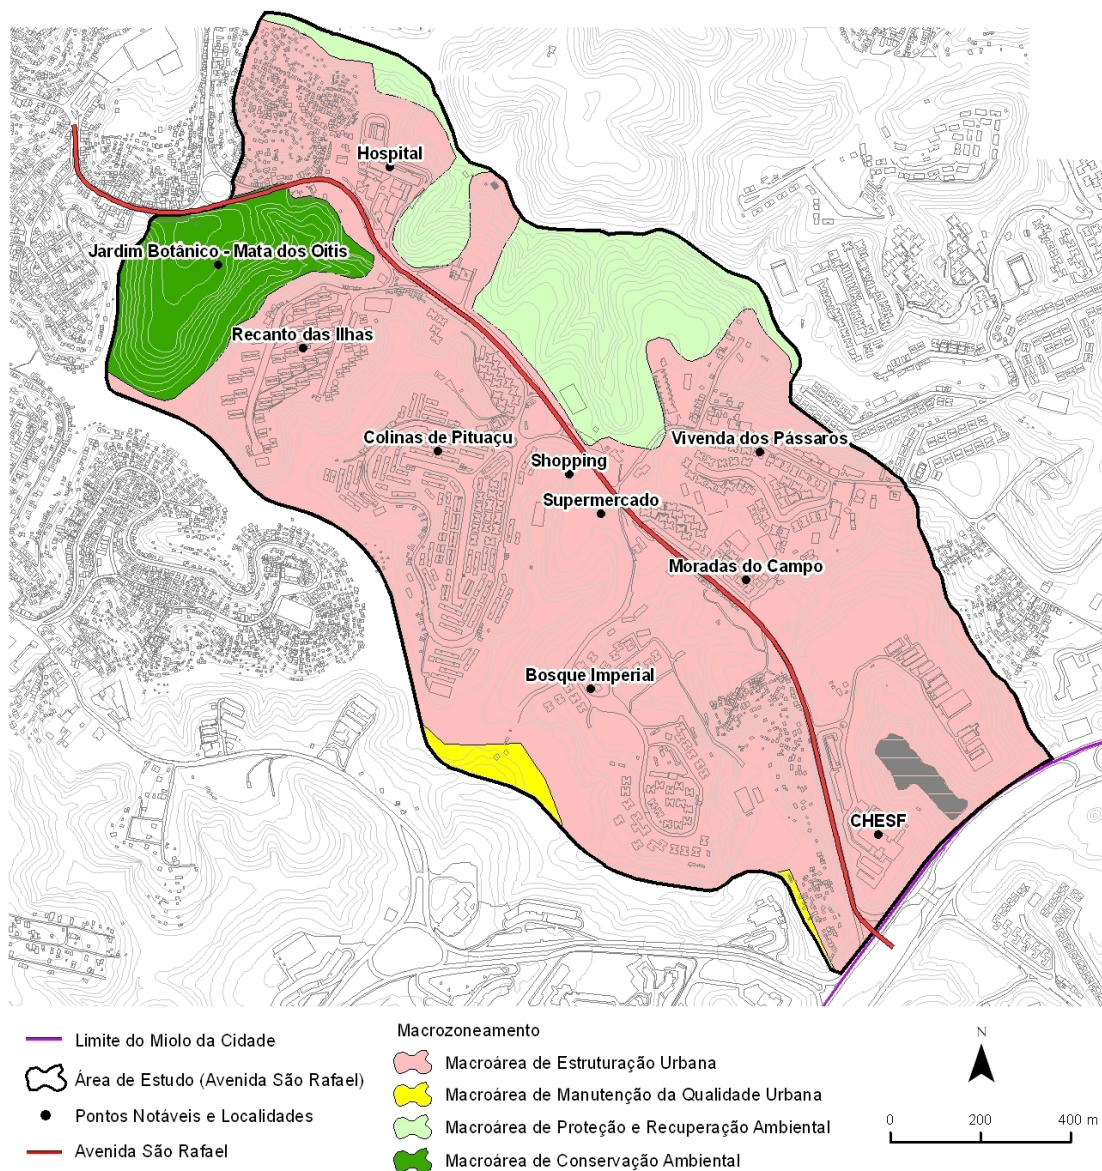 Hospital
Jardim Botânico - Mata dos Oitis
Recanto das Ilhas
Colinas de Pituaçu
Vivenda dos Pássaros
Shopping
Supermercado
Moradas do Campo
Bosque Imperial
CHESF
Limite do Miolo da Cidade
Área de Estudo (Avenida São Rafael)
Pontos Notáveis e Localidades
Avenida São Rafael
Macrozoneamento
Macroárea de Estruturação Urbana
Macroárea de Manutenção da Qualidade Urbana
Macroárea de Proteção e Recuperação Ambiental
Macroárea de Conservação Ambiental
N
0 200 400 m